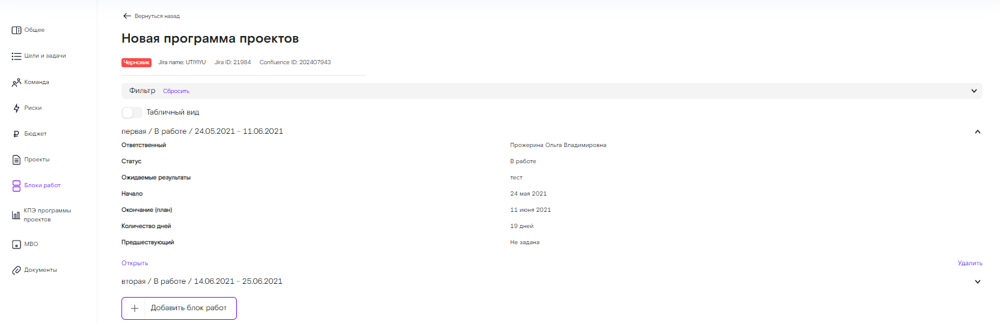 Вернуться назад
Новая программа проектов
Черновик Jira name: UTIYIYU Jira ID: 21984 Confluence ID: 202407943
Общее
Цели и задачи
Команда
Риски
Бюджет
Проекты
Блоки работ
КПЭ программы
проектов
МВО
Документы
Фильтр Сбросить
Табличный вид
первая / В работе / 24.05.2021 - 11.06.2021
Ответственный Прожерина Ольга Владимировна
Статус В работе
Ожидаемые результаты тест
Начало 24 мая 2021
Окончание (план) 11 июня 2021
Количество дней 19 дней
Предшествующий Не задана
Открыть Удалить
вторая / В работе / 14.06.2021 - 25.06.2021
+ Добавить блок работ